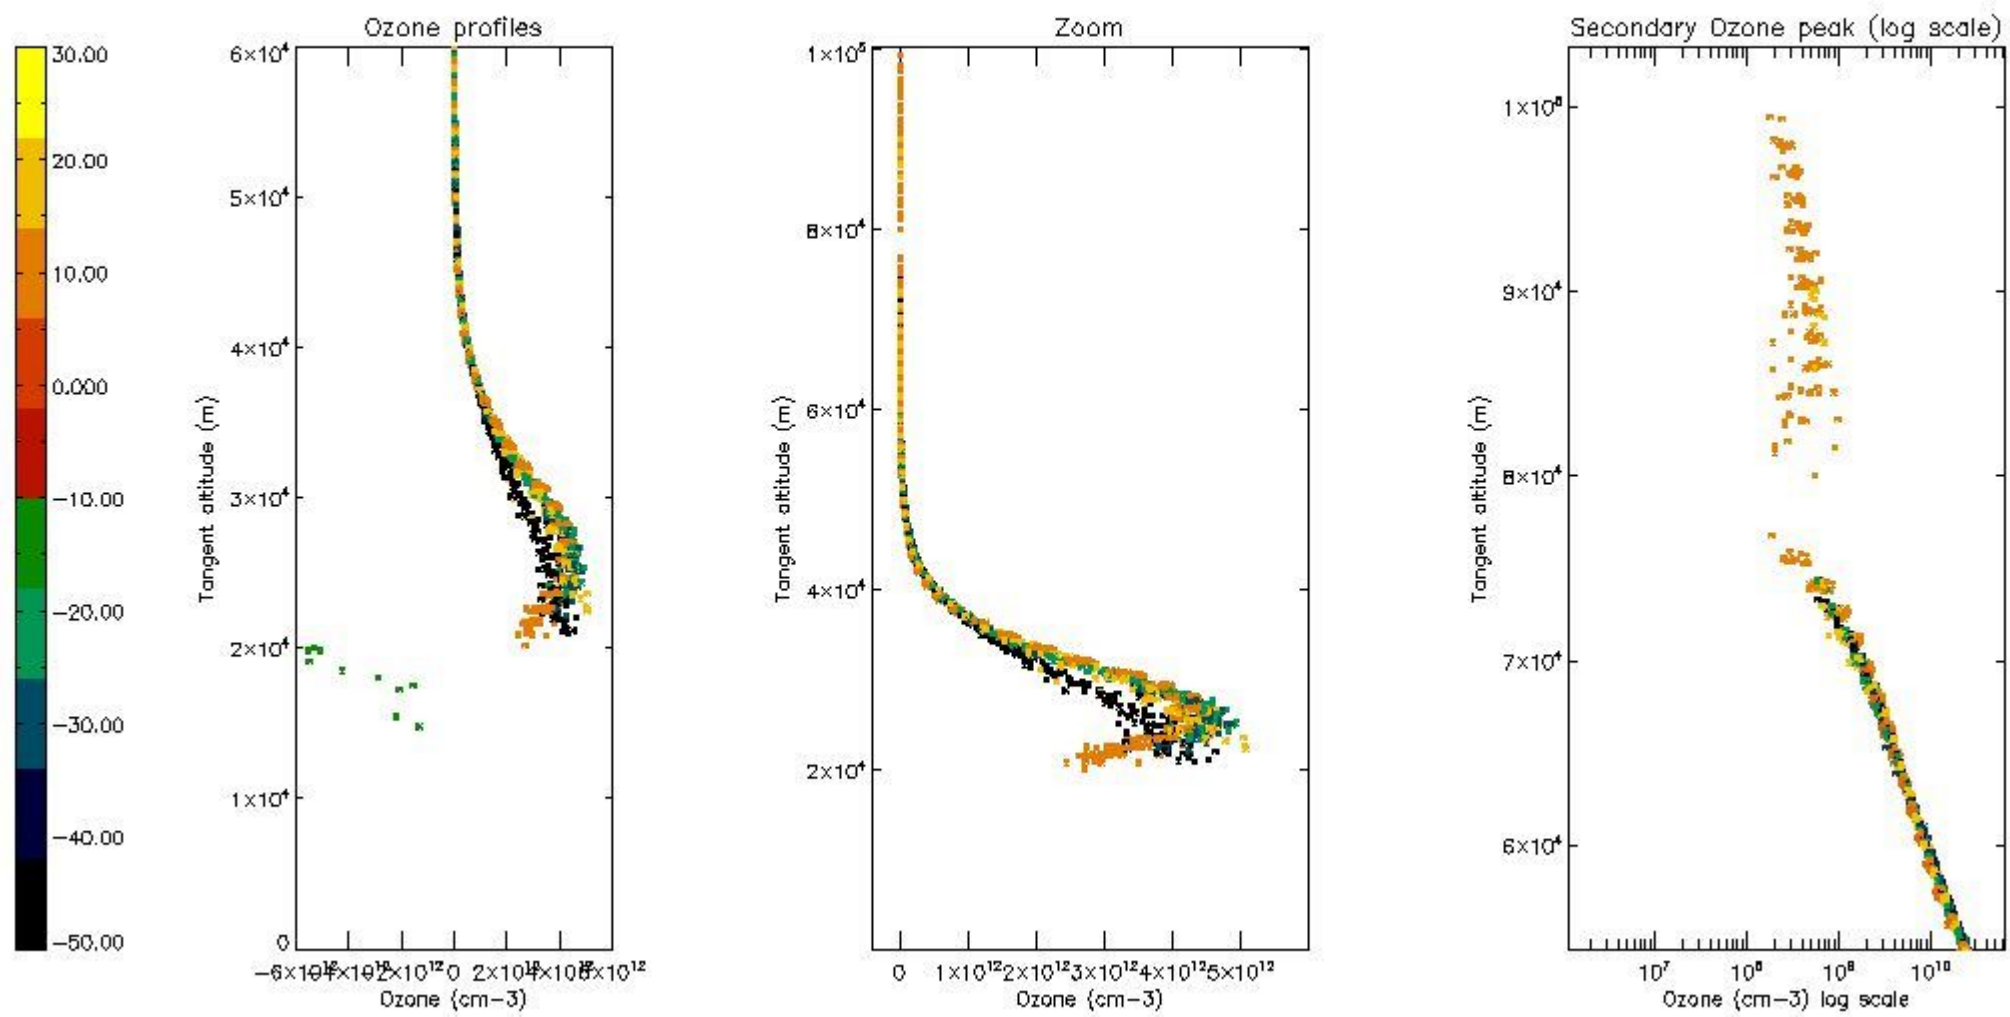 Ozone profiles
Zoom
Secondary Ozone peak (log scale)
30.00
20.00
10.00
0.000
−10.00
−20.00
−30.00
−40.00
−50.00
6×10⁴
5×10⁴
4×10⁴
3×10⁴
2×10⁴
1×10⁴
0
Tangent altitude (m)
0
2×10¹²
Ozone (cm−3)
1×10⁵
8×10⁴
6×10⁴
4×10⁴
2×10⁴
Tangent altitude (m)
0 1×10¹² 2×10¹² 3×10¹² 4×10¹² 5×10¹²
Ozone (cm−3)
9×10⁴
8×10⁴
7×10⁴
6×10⁴
Tangent altitude (m)
10⁷ 10⁸ 10⁹ 10¹⁰
Ozone (cm−3) log scale